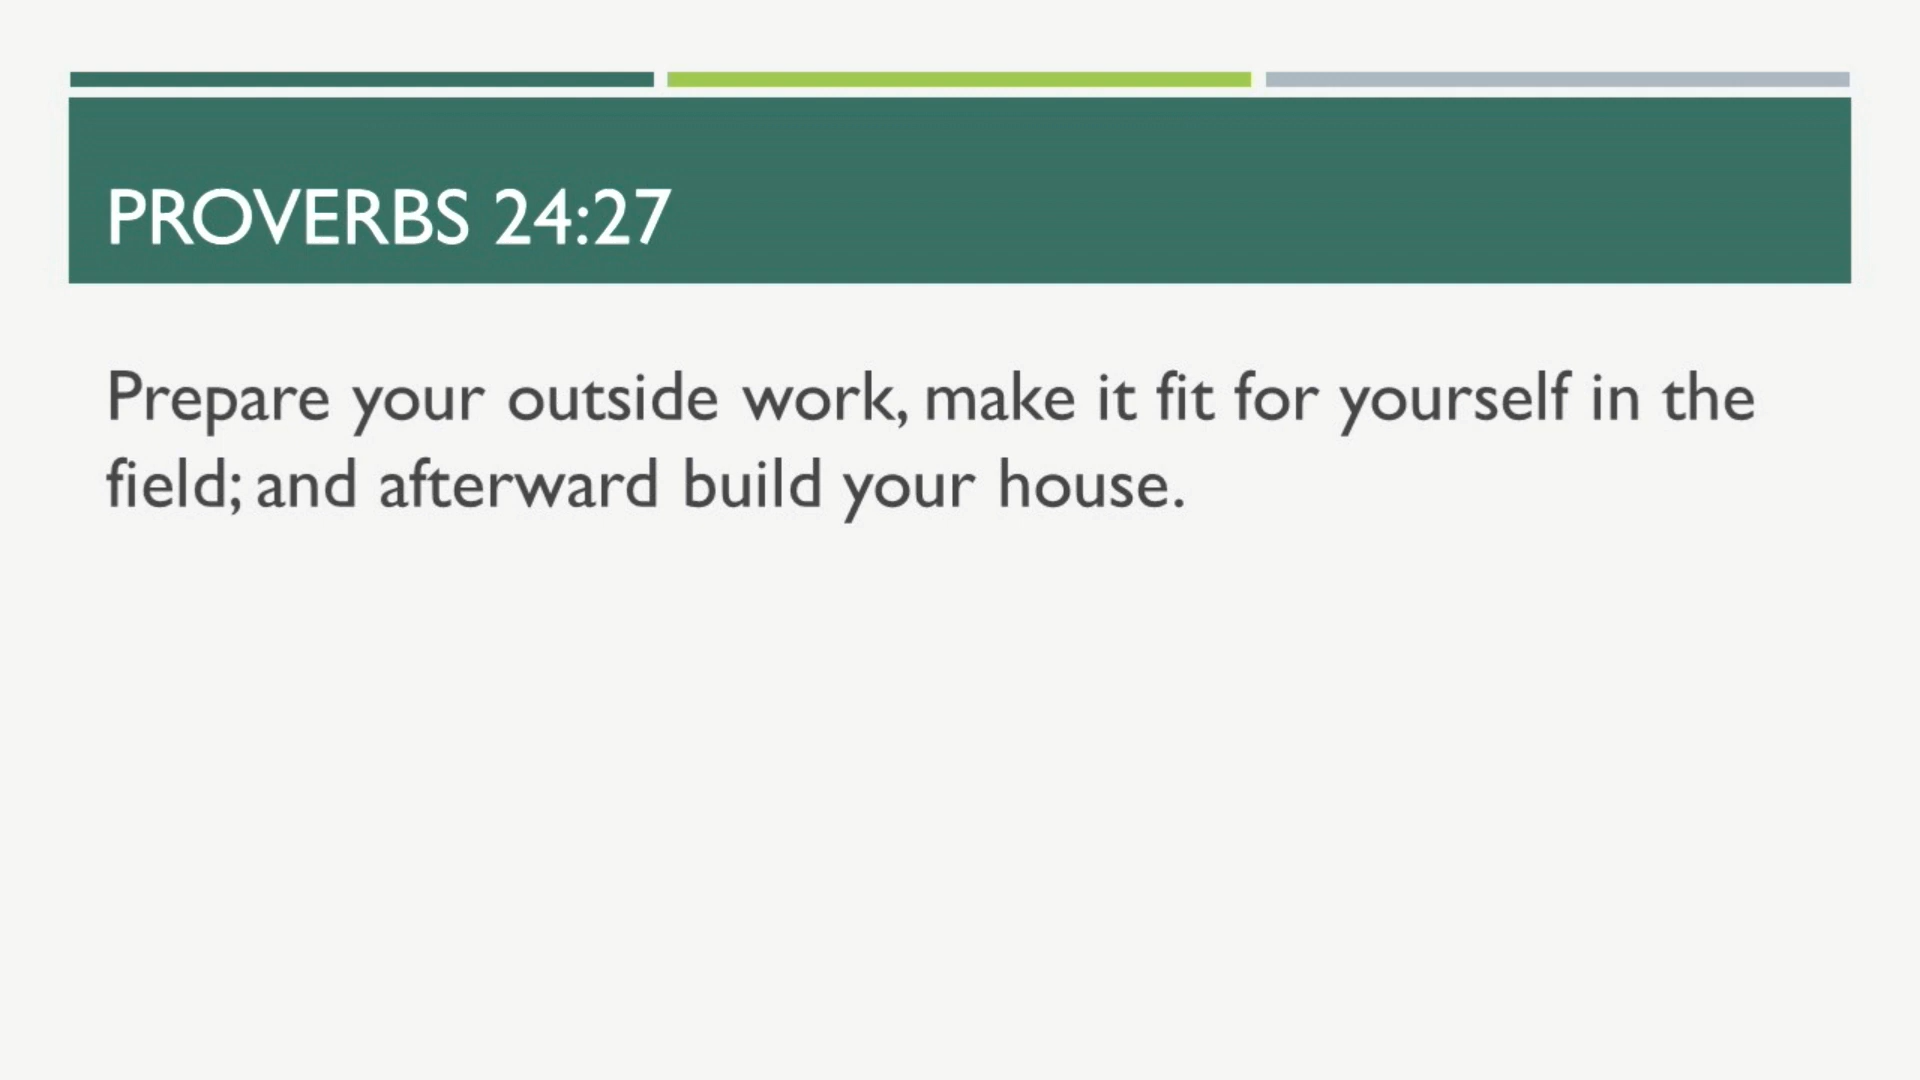 PROVERBS 24:27
Prepare your outside work, make it fit for yourself in the
field; and afterward build your house.